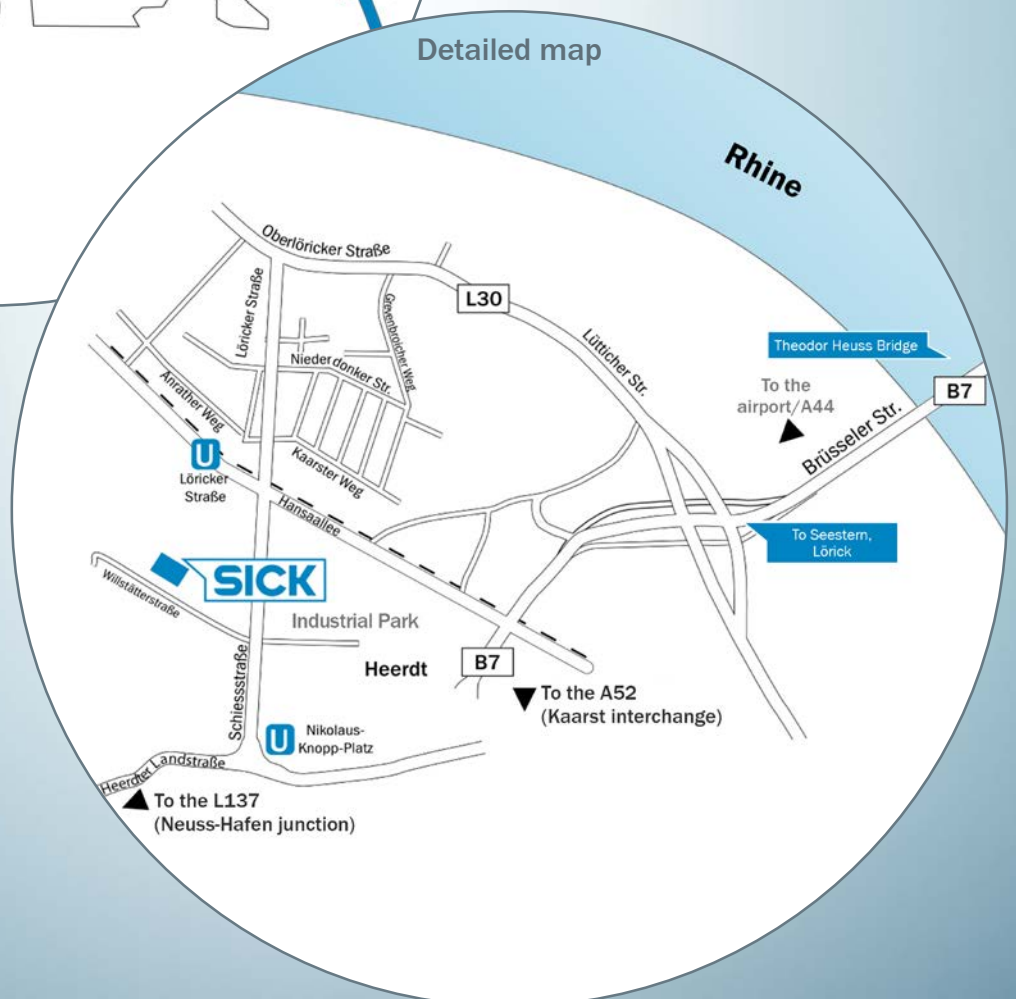 Detailed map
Rhine
Oberlöricker Straße
L30
Löricker Straße
Grevenbroicher Weg
Lütticher Str.
Theodor Heuss Bridge
Niederdonker Str.
To the
airport/A44
B7
Anrather Weg
Brüsseler Str.
U
Löricker
Straße
Kaarster Weg
Hansaallee
To Seestern,
Lörick
SICK
Willstätterstraße
Industrial Park
Heerdt
B7
To the A52
(Kaarst interchange)
Schiessstraße
U
Nikolaus-
Knopp-Platz
Heerdter Landstraße
To the L137
(Neuss-Hafen junction)